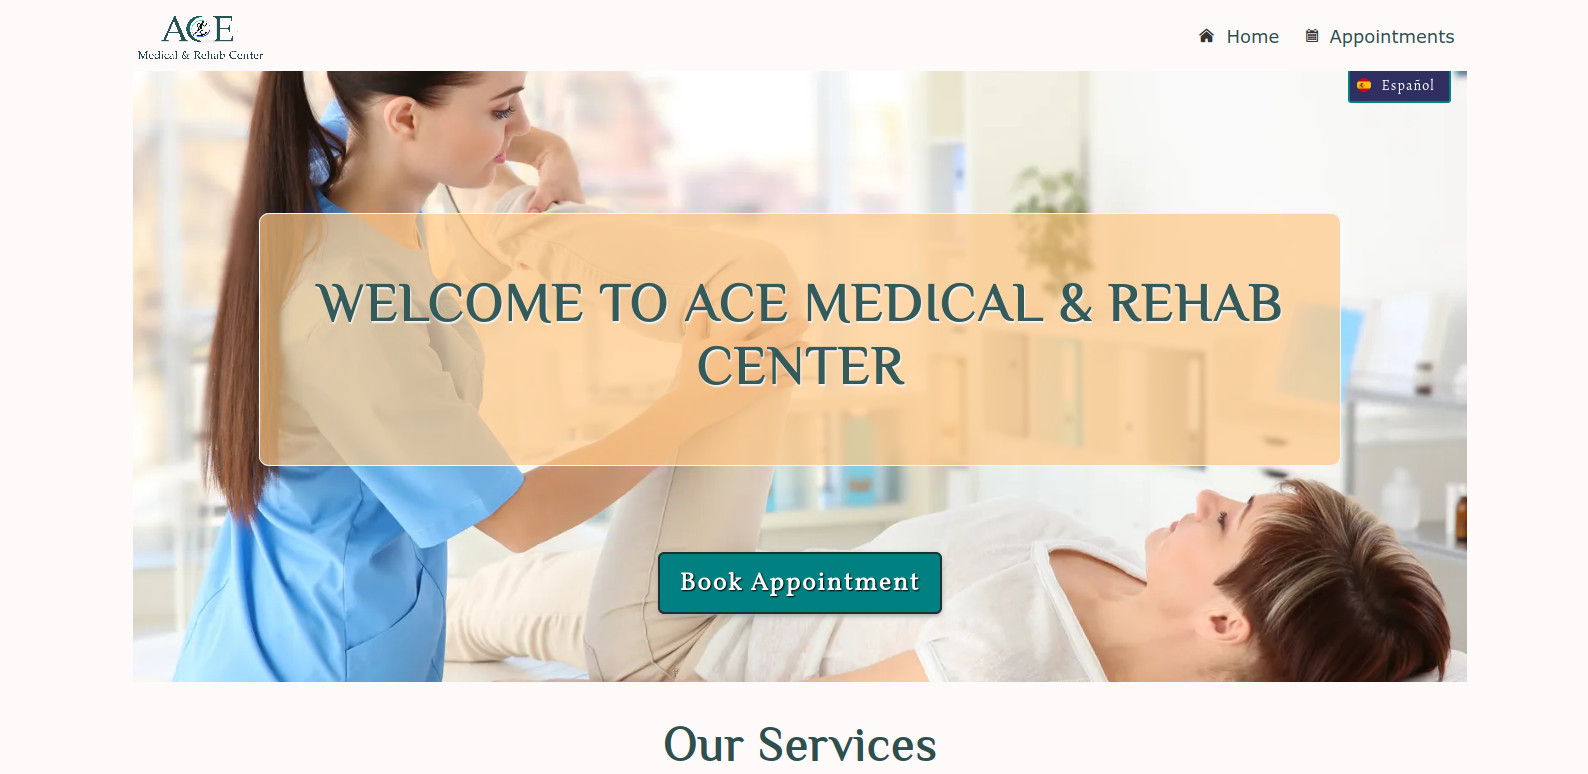 ACE
Medical & Rehab Center
Home
Appointments
Español
WELCOME TO ACE MEDICAL & REHAB
CENTER
Book Appointment
Our Services